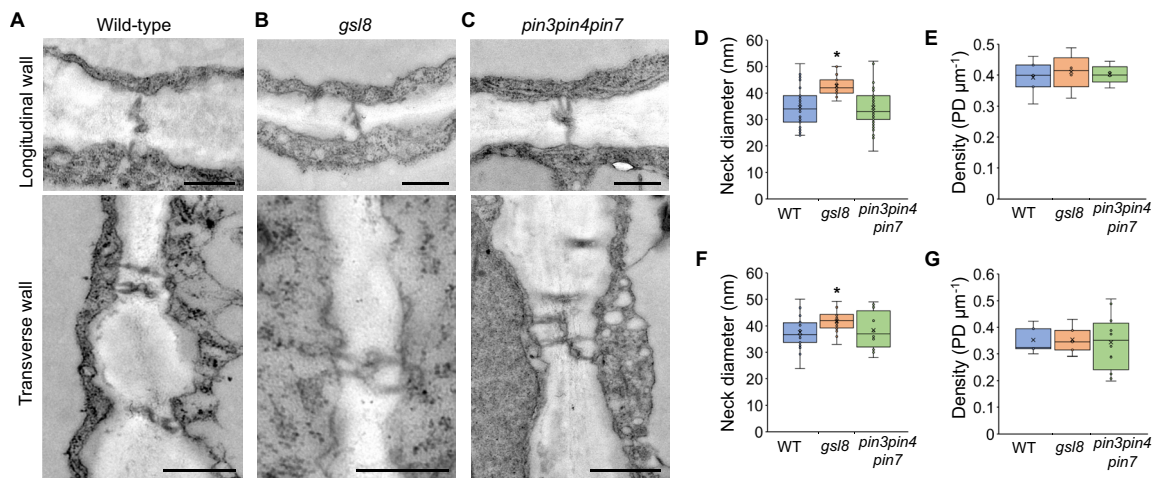 A
Wild-type
B
gsl8
C
pin3pin4pin7
Longitudinal wall
Transverse wall
D
Neck diameter (nm)
60
50
40
30
20
10
0
*
WT
gsl8
pin3pin4
pin7
E
Density (PD µm⁻¹)
0.5
0.4
0.3
0.2
0.1
0
WT
gsl8
pin3pin4
pin7
F
Neck diameter (nm)
60
50
40
30
20
10
0
*
WT
gsl8
pin3pin4
pin7
G
Density (PD µm⁻¹)
0.6
0.5
0.4
0.3
0.2
0.1
0
WT
gsl8
pin3pin4
pin7